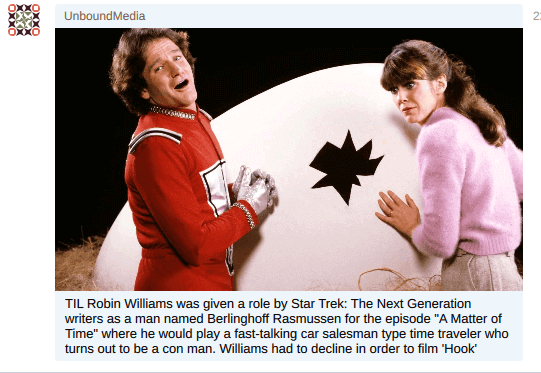 UnboundMedia
TIL Robin Williams was given a role by Star Trek: The Next Generation
writers as a man named Berlinghoff Rasmussen for the episode "A Matter of
Time" where he would play a fast-talking car salesman type time traveler who
turns out to be a con man. Williams had to decline in order to film 'Hook'